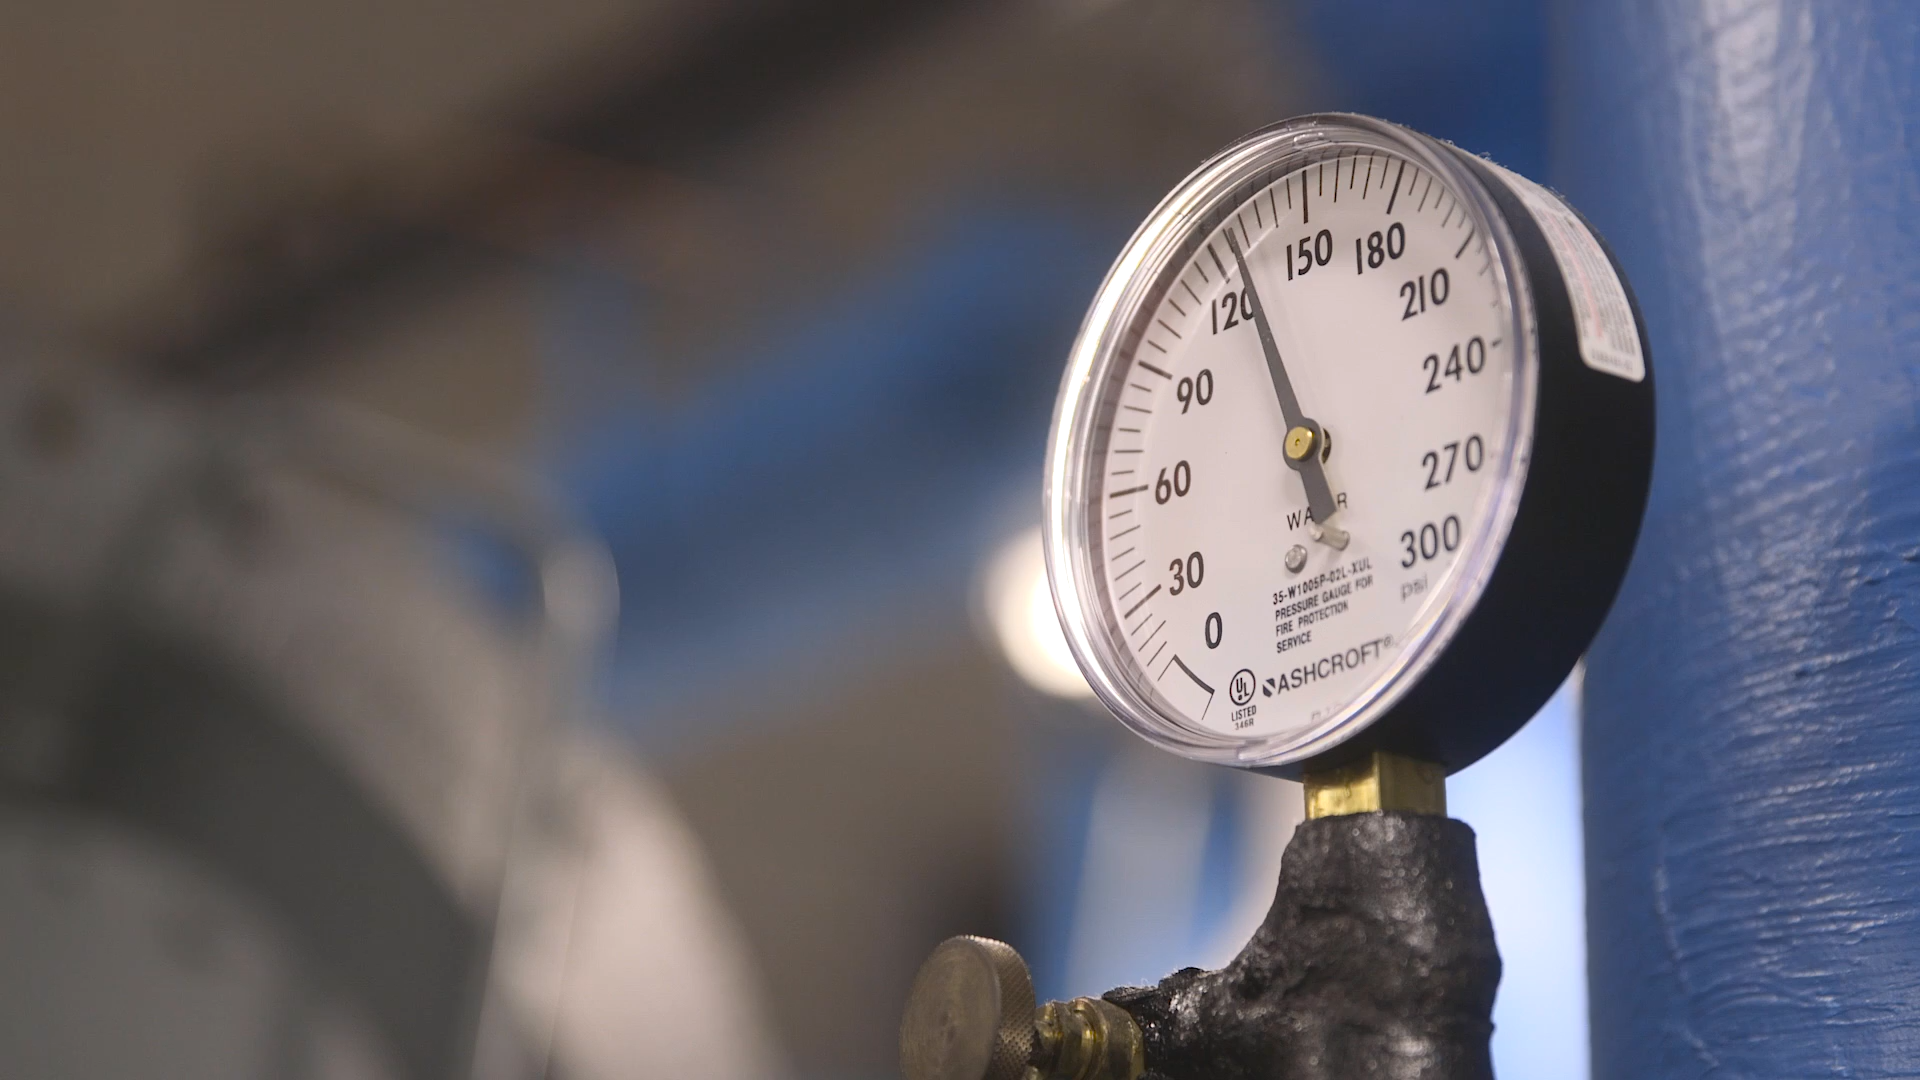 0
30
60
90
120
150
180
210
240
270
300
psi
35-W1005P-02L-XUL
PRESSURE GAUGE FOR
FIRE PROTECTION
SERVICE
UL
LISTED
346R
ASHCROFT®